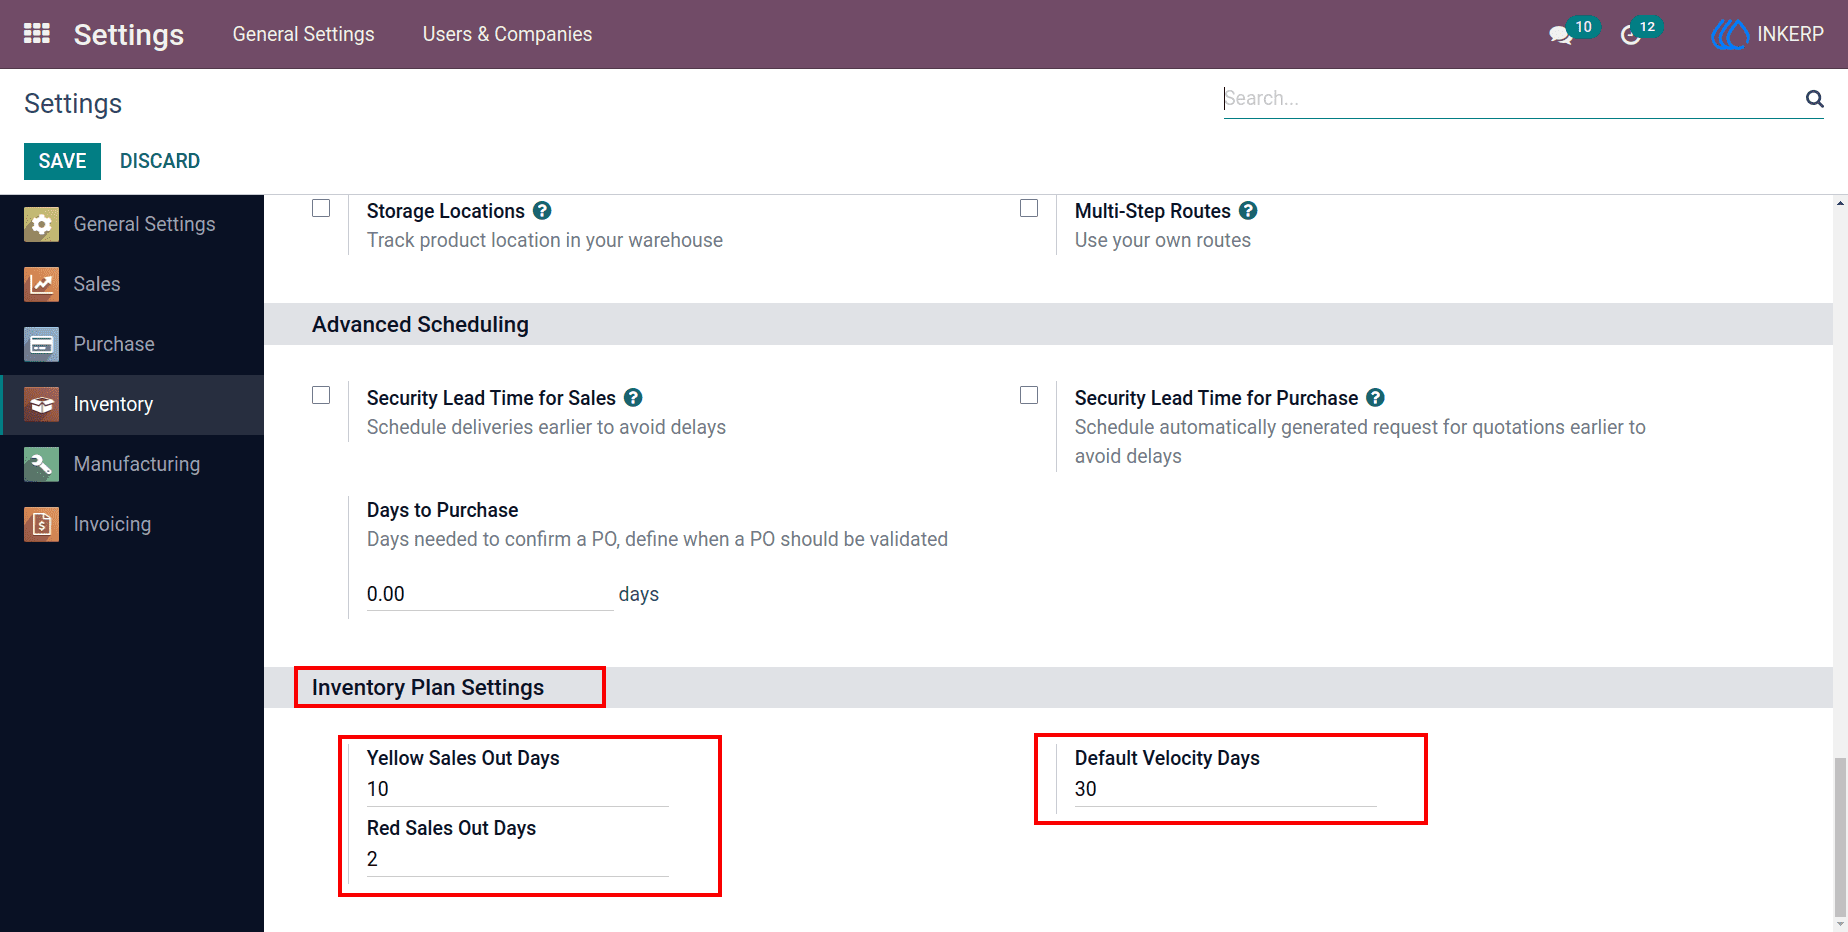 Settings
General Settings
Users & Companies
10
12
INKERP
Settings
Search...
SAVE
DISCARD
General Settings
Sales
Purchase
Inventory
Manufacturing
Invoicing
Storage Locations ?
Track product location in your warehouse
Multi-Step Routes ?
Use your own routes
Advanced Scheduling
Security Lead Time for Sales ?
Schedule deliveries earlier to avoid delays
Security Lead Time for Purchase ?
Schedule automatically generated request for quotations earlier to
avoid delays
Days to Purchase
Days needed to confirm a PO, define when a PO should be validated
0.00 days
Inventory Plan Settings
Yellow Sales Out Days
10
Red Sales Out Days
2
Default Velocity Days
30